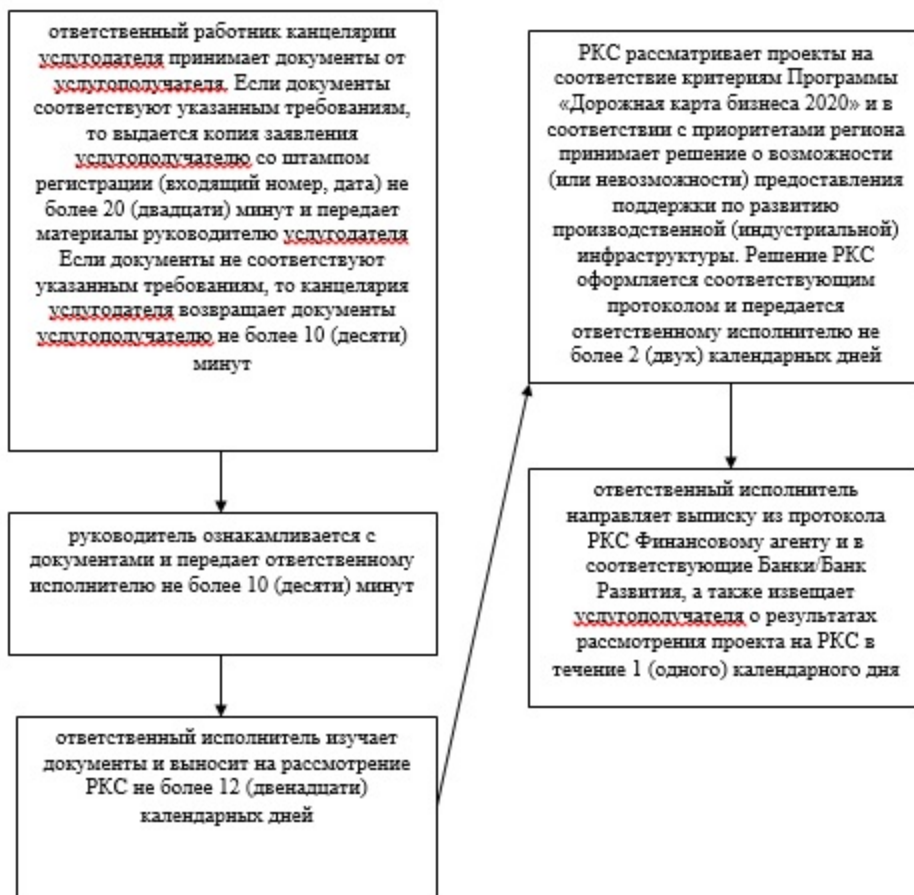 ответственный работник канцелярии
услугодателя принимает документы от
услугополучателя. Если документы
соответствуют указанным требованиям,
то выдается копия заявления
услугополучателю со штампом
регистрации (входящий номер, дата) не
более 20 (двадцати) минут и передает
материалы руководителю услугодателя
Если документы не соответствуют
указанным требованиям, то канцелярия
услугодателя возвращает документы
услугополучателю не более 10 (десяти)
минут
руководитель ознакамливается с
документами и передает ответственному
исполнителю не более 10 (десяти) минут
ответственный исполнитель изучает
документы и выносит на рассмотрение
РКС не более 12 (двенадцати)
календарных дней
РКС рассматривает проекты на
соответствие критериям Программы
«Дорожная карта бизнеса 2020» и в
соответствии с приоритетами региона
принимает решение о возможности
(или невозможности) предоставления
поддержки по развитию
производственной (индустриальной)
инфраструктуры. Решение РКС
оформляется соответствующим
протоколом и передается
ответственному исполнителю не
более 2 (двух) календарных дней
ответственный исполнитель
направляет выписку из протокола
РКС Финансовому агенту и в
соответствующие Банки/Банк
Развития, а также извещает
услугополучателя о результатах
рассмотрения проекта на РКС в
течение 1 (одного) календарного дня